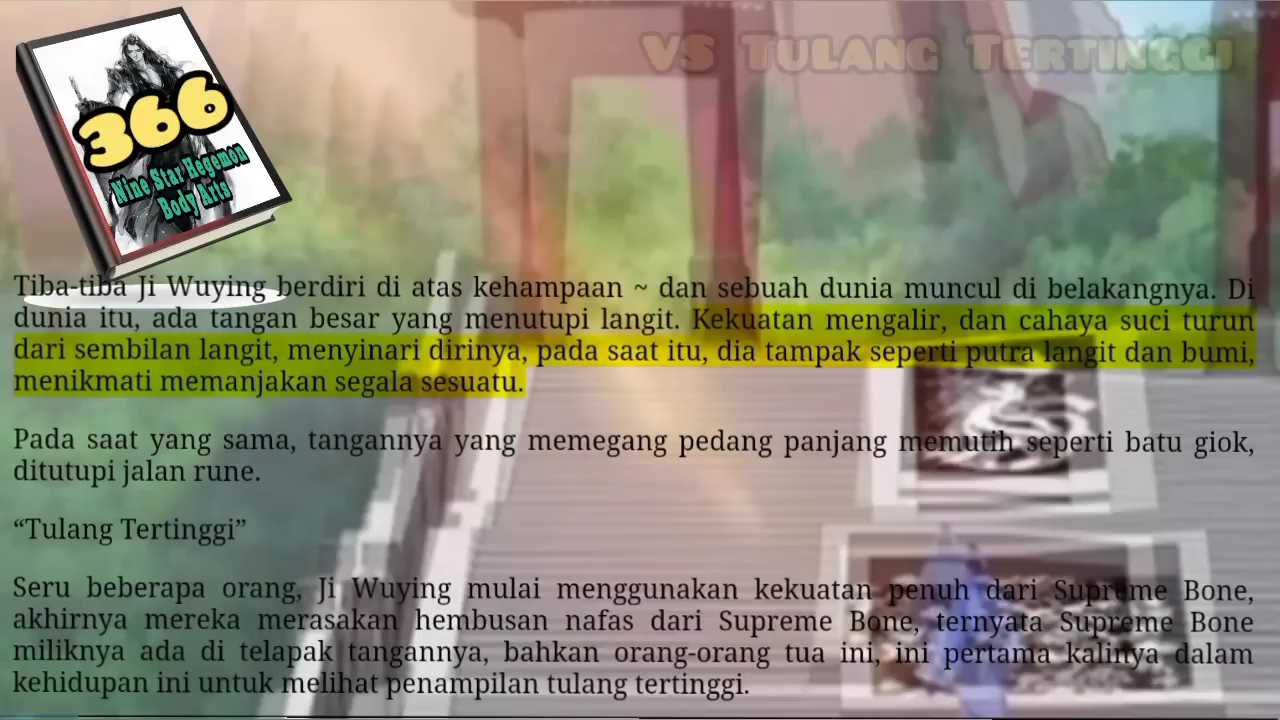 VS Tulang Tertinggi
366
Nine Star Hegemon
Body Arts
Tiba-tiba Ji Wuying berdiri di atas kehampaan ~ dan sebuah dunia muncul di belakangnya. Di
dunia itu, ada tangan besar yang menutupi langit. Kekuatan mengalir, dan cahaya suci turun
dari sembilan langit, menyinari dirinya, pada saat itu, dia tampak seperti putra langit dan bumi,
menikmati memanjakan segala sesuatu.
Pada saat yang sama, tangannya yang memegang pedang panjang memutih seperti batu giok,
ditutupi jalan rune.
“Tulang Tertinggi”
Seru beberapa orang, Ji Wuying mulai menggunakan kekuatan penuh dari Supreme Bone,
akhirnya mereka merasakan hembusan nafas dari Supreme Bone, ternyata Supreme Bone
miliknya ada di telapak tangannya, bahkan orang-orang tua ini, ini pertama kalinya dalam
kehidupan ini untuk melihat penampilan tulang tertinggi.